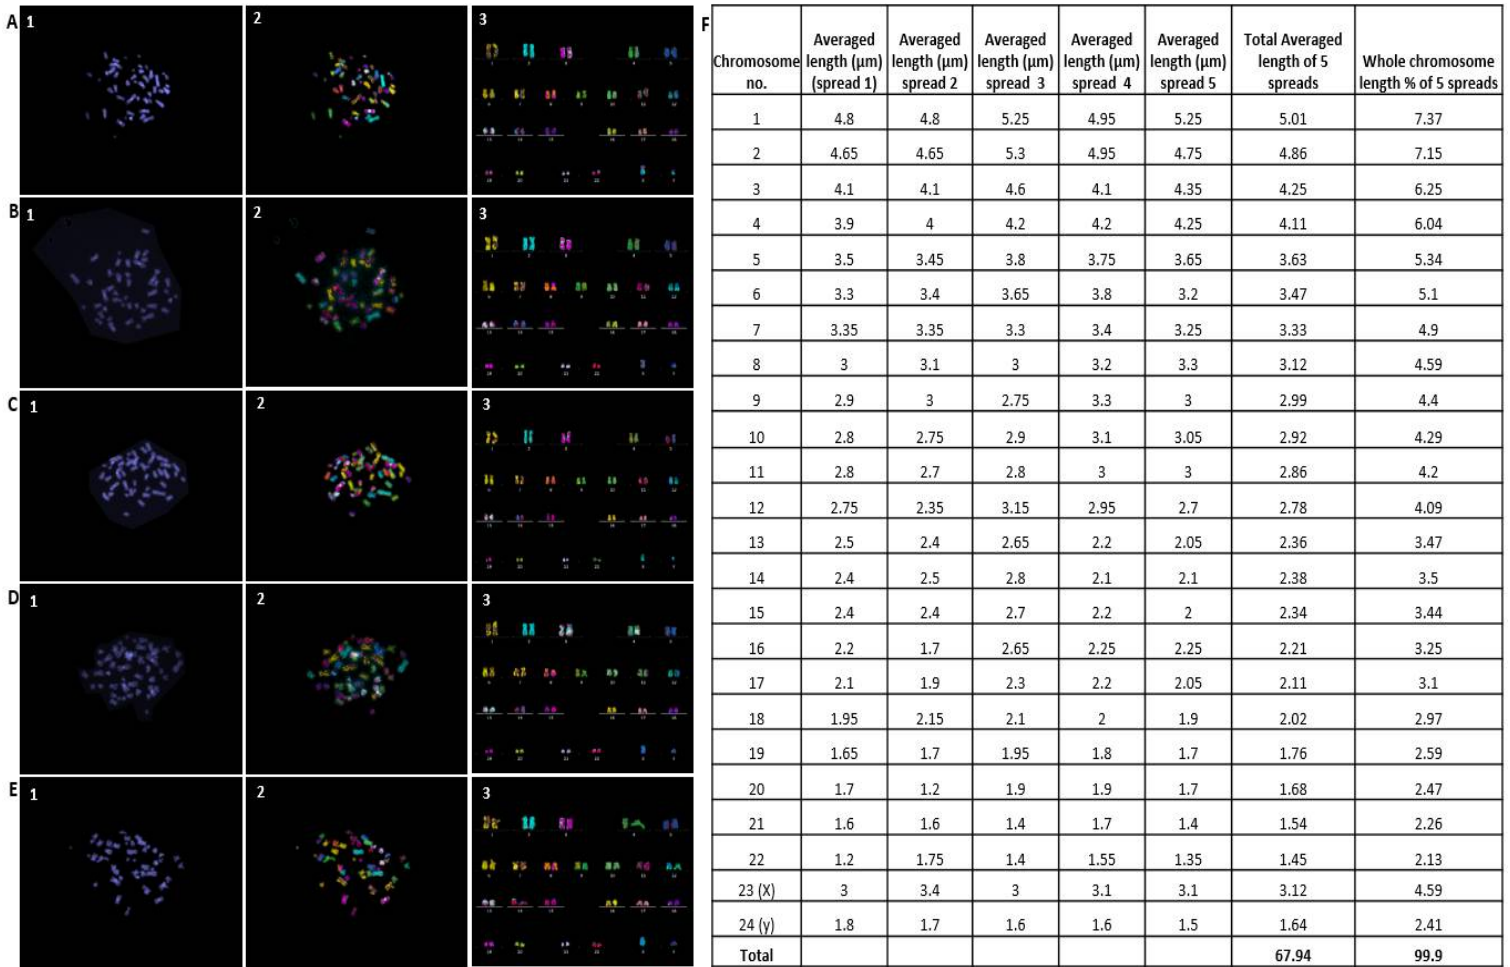 A 1 2 3
B 1 2 3
C 1 2 3
D 1 2 3
E 1 2 3
F
Chromosome no. Averaged length (μm) (spread 1) Averaged length (μm) spread 2 Averaged length (μm) spread 3 Averaged length (μm) spread 4 Averaged length (μm) spread 5 Total Averaged length of 5 spreads Whole chromosome length % of 5 spreads
1 4.8 4.8 5.25 4.95 5.25 5.01 7.37
2 4.65 4.65 5.3 4.95 4.75 4.86 7.15
3 4.1 4.1 4.6 4.1 4.35 4.25 6.25
4 3.9 4 4.2 4.2 4.25 4.11 6.04
5 3.5 3.45 3.8 3.75 3.65 3.63 5.34
6 3.3 3.4 3.65 3.8 3.2 3.47 5.1
7 3.35 3.35 3.3 3.4 3.25 3.33 4.9
8 3 3.1 3 3.2 3.3 3.12 4.59
9 2.9 3 2.75 3.3 3 2.99 4.4
10 2.8 2.75 2.9 3.1 3.05 2.92 4.29
11 2.8 2.7 2.8 3 3 2.86 4.2
12 2.75 2.35 3.15 2.95 2.7 2.78 4.09
13 2.5 2.4 2.65 2.2 2.05 2.36 3.47
14 2.4 2.5 2.8 2.1 2.1 2.38 3.5
15 2.4 2.4 2.7 2.2 2 2.34 3.44
16 2.2 1.7 2.65 2.25 2.25 2.21 3.25
17 2.1 1.9 2.3 2.2 2.05 2.11 3.1
18 1.95 2.15 2.1 2 1.9 2.02 2.97
19 1.65 1.7 1.95 1.8 1.7 1.76 2.59
20 1.7 1.2 1.9 1.9 1.7 1.68 2.47
21 1.6 1.6 1.4 1.7 1.4 1.54 2.26
22 1.2 1.75 1.4 1.55 1.35 1.45 2.13
23 (X) 3 3.4 3 3.1 3.1 3.12 4.59
24 (y) 1.8 1.7 1.6 1.6 1.5 1.64 2.41
Total 67.94 99.9